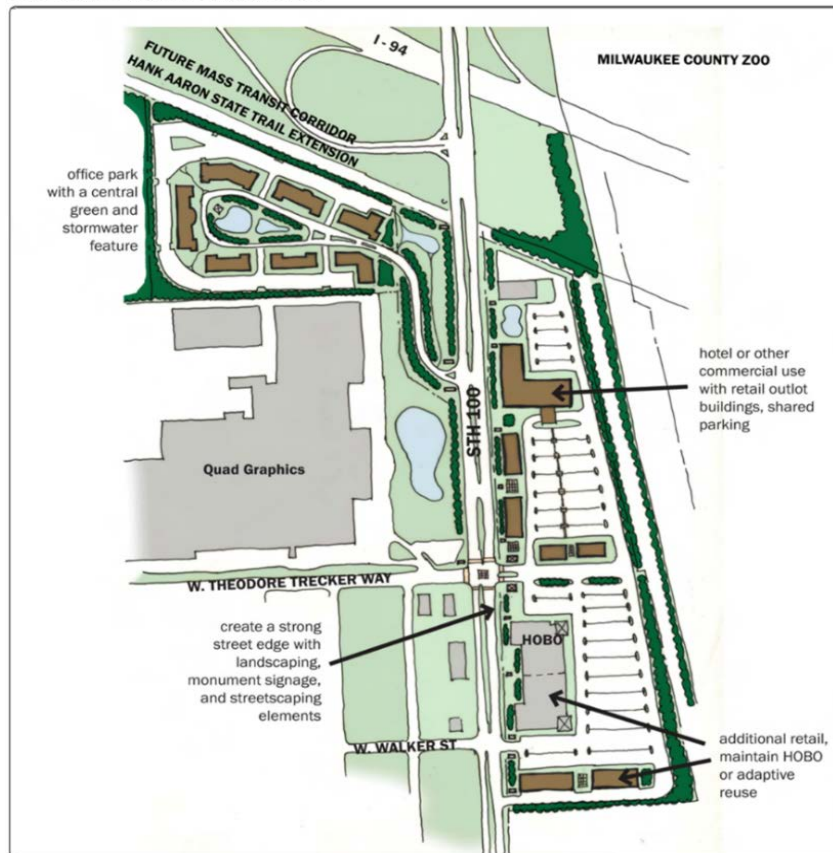 I - 94
MILWAUKEE COUNTY ZOO
FUTURE MASS TRANSIT CORRIDOR
HANK AARON STATE TRAIL EXTENSION
office park
with a central
green and
stormwater
feature
hotel or other
commercial use
with retail outlot
buildings, shared
parking
STH 100
Quad Graphics
W. THEODORE TRECKER WAY
create a strong
street edge with
landscaping,
monument signage,
and streetscaping
elements
HOBO
additional retail,
maintain HOBO
or adaptive
reuse
W. WALKER ST